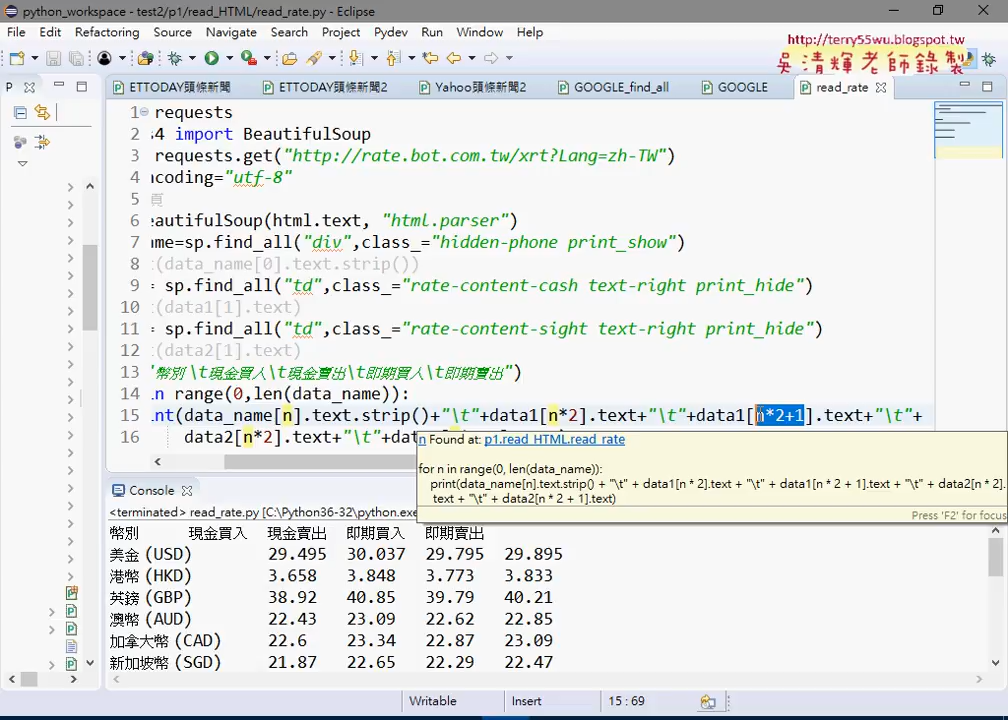 python_workspace - test2/p1/read_HTML/read_rate.py - Eclipse
http://terry55wu.blogspot.tw
吳清輝老師錄製
File Edit Refactoring Source Navigate Search Project Pydev Run Window Help
P
ETTODAY頭條新聞 ETTODAY頭條新聞2 Yahoo頭條新聞2 GOOGLE_find_all GOOGLE read_rate
1 requests
2 s4 import BeautifulSoup
3 requests.get("http://rate.bot.com.tw/xrt?Lang=zh-TW")
4 ncoding="utf-8"
5 頁
6 eautifulSoup(html.text, "html.parser")
7 me=sp.find_all("div",class_="hidden-phone print_show")
8 (data_name[0].text.strip())
9 = sp.find_all("td",class_="rate-content-cash text-right print_hide")
10 (data1[1].text)
11 = sp.find_all("td",class_="rate-content-sight text-right print_hide")
12 (data2[1].text)
13 "幣別 \t現金買入\t現金賣出\t即期買入\t即期賣出")
14 n range(0,len(data_name)):
15 nt(data_name[n].text.strip()+"\t"+data1[n*2].text+"\t"+data1[n*2+1].text+"\t"+
16 data2[n*2].text+"\t"+da
n Found at: p1.read_HTML.read_rate
for n in range(0, len(data_name)):
print(data_name[n].text.strip() + "\t" + data1[n * 2].text + "\t" + data1[n * 2 + 1].text + "\t" + data2[n * 2].
text + "\t" + data2[n * 2 + 1].text)
Press 'F2' for focus
Console
<terminated> read_rate.py [C:\Python36-32\python.exe
幣別 現金買入 現金賣出 即期買入 即期賣出
美金 (USD) 29.495 30.037 29.795 29.895
港幣 (HKD) 3.658 3.848 3.773 3.833
英鎊 (GBP) 38.92 40.85 39.79 40.21
澳幣 (AUD) 22.43 23.09 22.62 22.85
加拿大幣 (CAD) 22.6 23.34 22.87 23.09
新加坡幣 (SGD) 21.87 22.65 22.29 22.47
Writable Insert 15 : 69